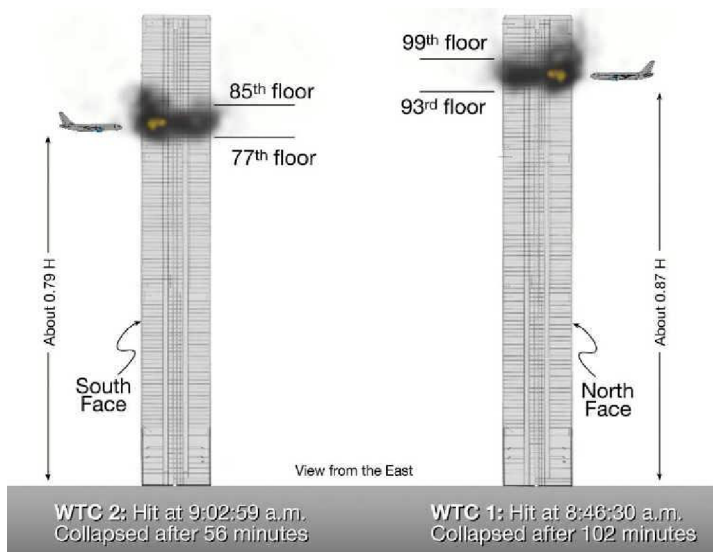 99th floor
93rd floor
85th floor
77th floor
About 0.79 H
About 0.87 H
South
Face
North
Face
View from the East
WTC 2: Hit at 9:02:59 a.m.
Collapsed after 56 minutes
WTC 1: Hit at 8:46:30 a.m.
Collapsed after 102 minutes